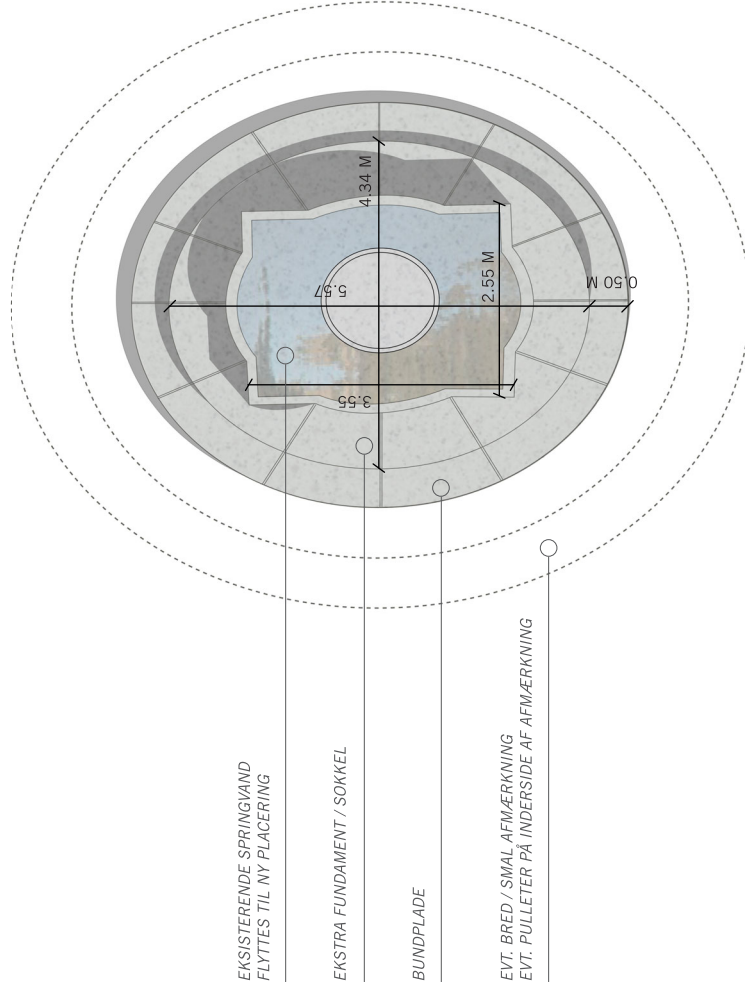 4.34 M
2.55 M
0.50 M
5.57
3.55
EKSISTERENDE SPRINGVAND
FLYTTES TIL NY PLACERING
EKSTRA FUNDAMENT / SOKKEL
BUNDPLADE
EVT. BRED / SMAL AFMÆRKNING
EVT. PULLETER PÅ INDERSIDE AF AFMÆRKNING